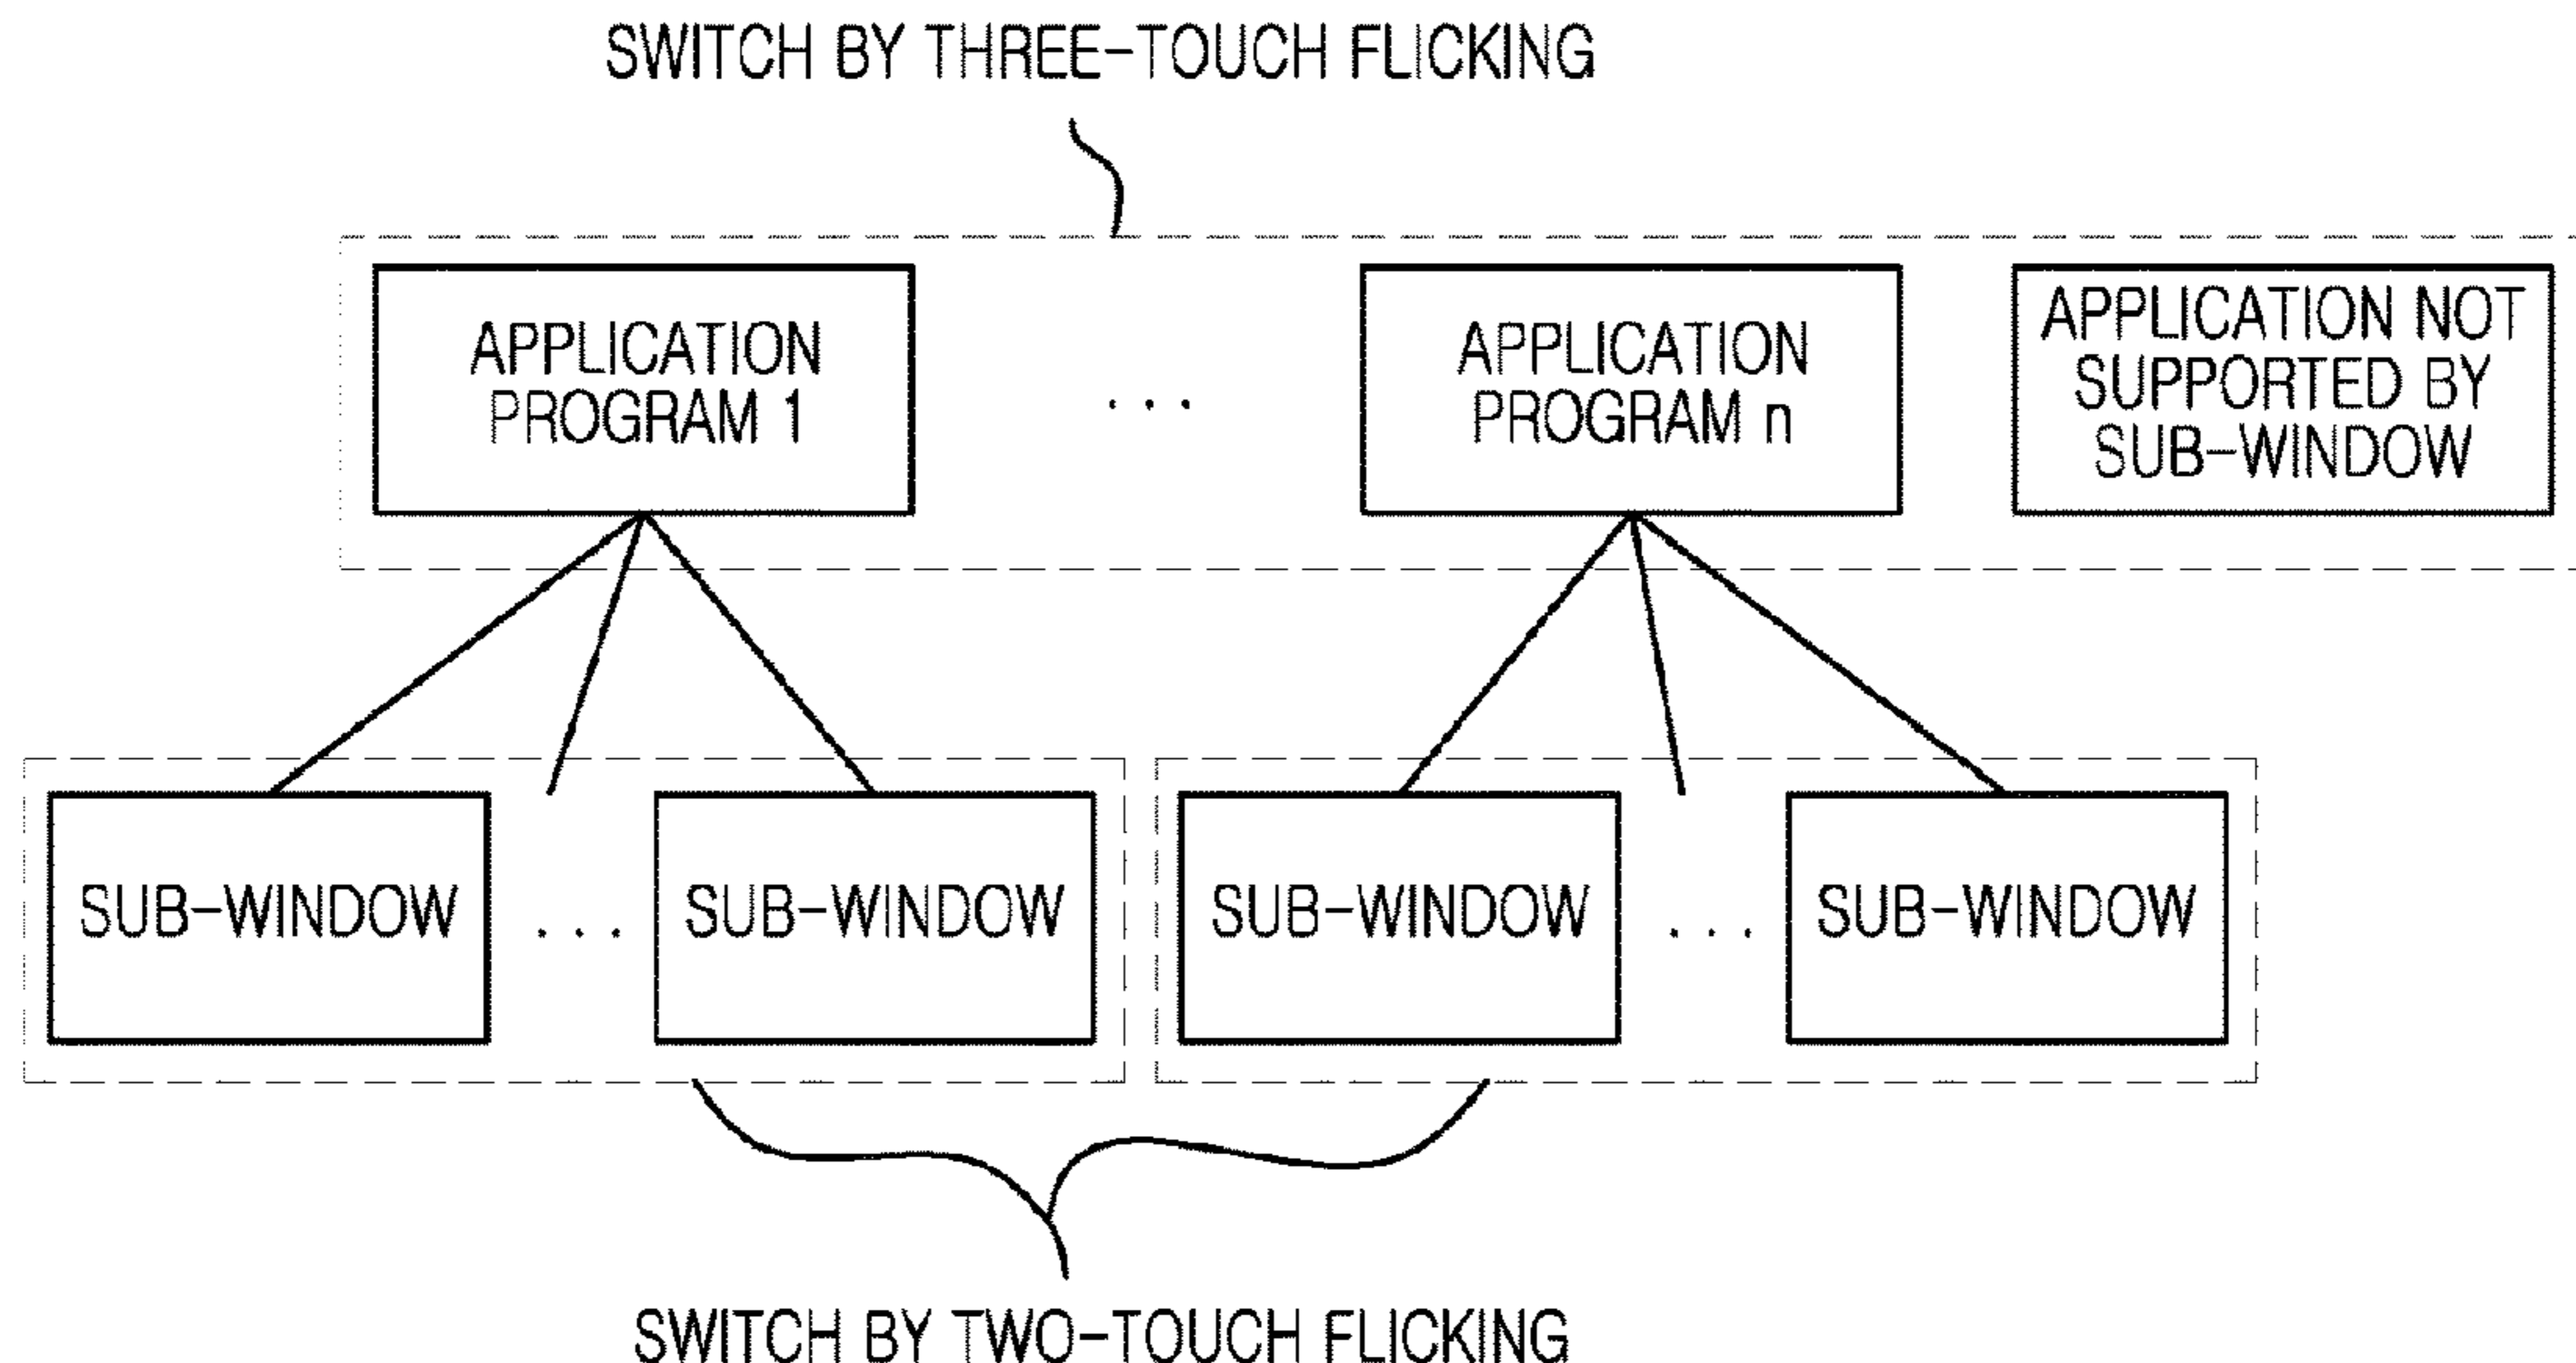 SWITCH BY THREE-TOUCH FLICKING
APPLICATION
PROGRAM 1
...
APPLICATION
PROGRAM n
APPLICATION NOT
SUPPORTED BY
SUB-WINDOW
SUB-WINDOW
...
SUB-WINDOW
SUB-WINDOW
...
SUB-WINDOW
SWITCH BY TWO-TOUCH FLICKING